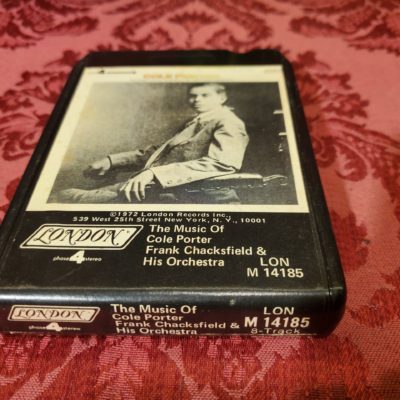 COLE PORTER
©1972 London Records Inc.,
539 West 25th Street New York, N. Y., 10001
LONDON
phase 4 stereo
The Music Of
Cole Porter
Frank Chacksfield &
His Orchestra
LON
M 14185
LONDON
phase 4 stereo
The Music Of
Cole Porter
Frank Chacksfield &
His Orchestra
LON
M 14185
8-Track